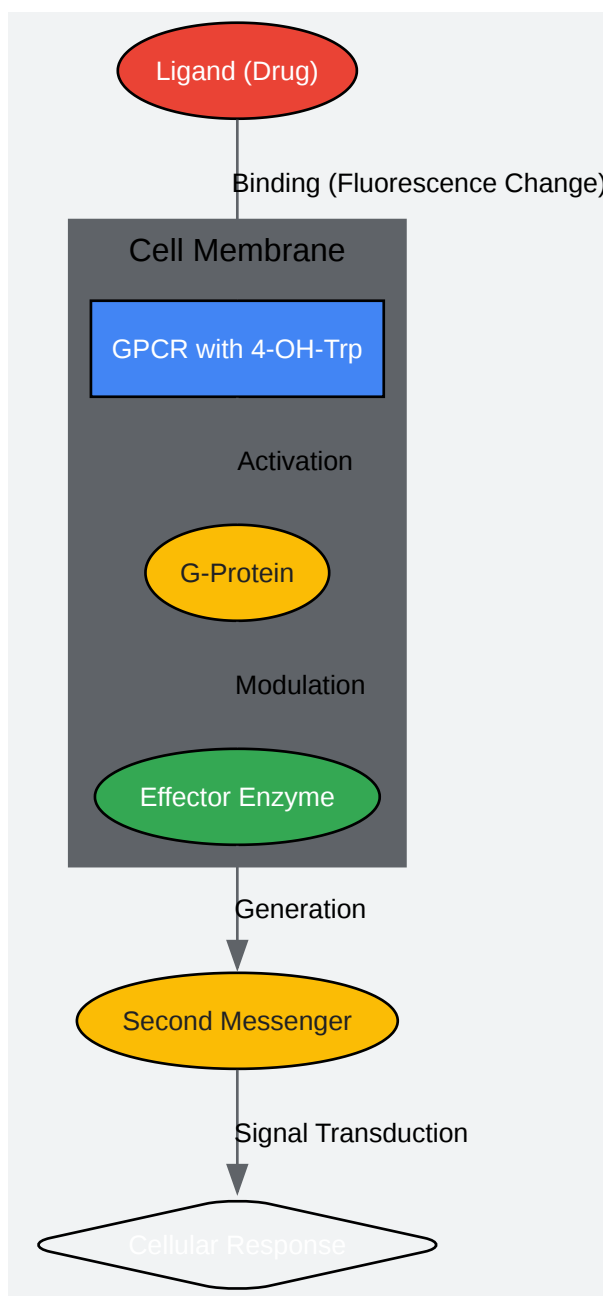 Ligand (Drug)
Binding (Fluorescence Change)
Cell Membrane
GPCR with 4-OH-Trp
Activation
G-Protein
Modulation
Effector Enzyme
Generation
Second Messenger
Signal Transduction
Cellular Response